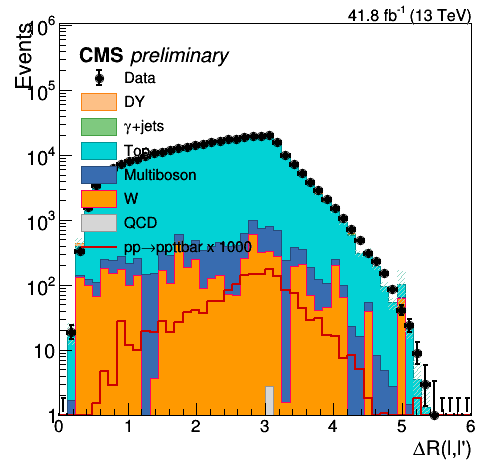 41.8 fb⁻¹ (13 TeV)
Events
CMS preliminary
Data
DY
γ+jets
Top
Multiboson
W
QCD
pp→ppttbar x 1000
10⁶
10⁵
10⁴
10³
10²
10
1
0 1 2 3 4 5 6
ΔR(l,l')